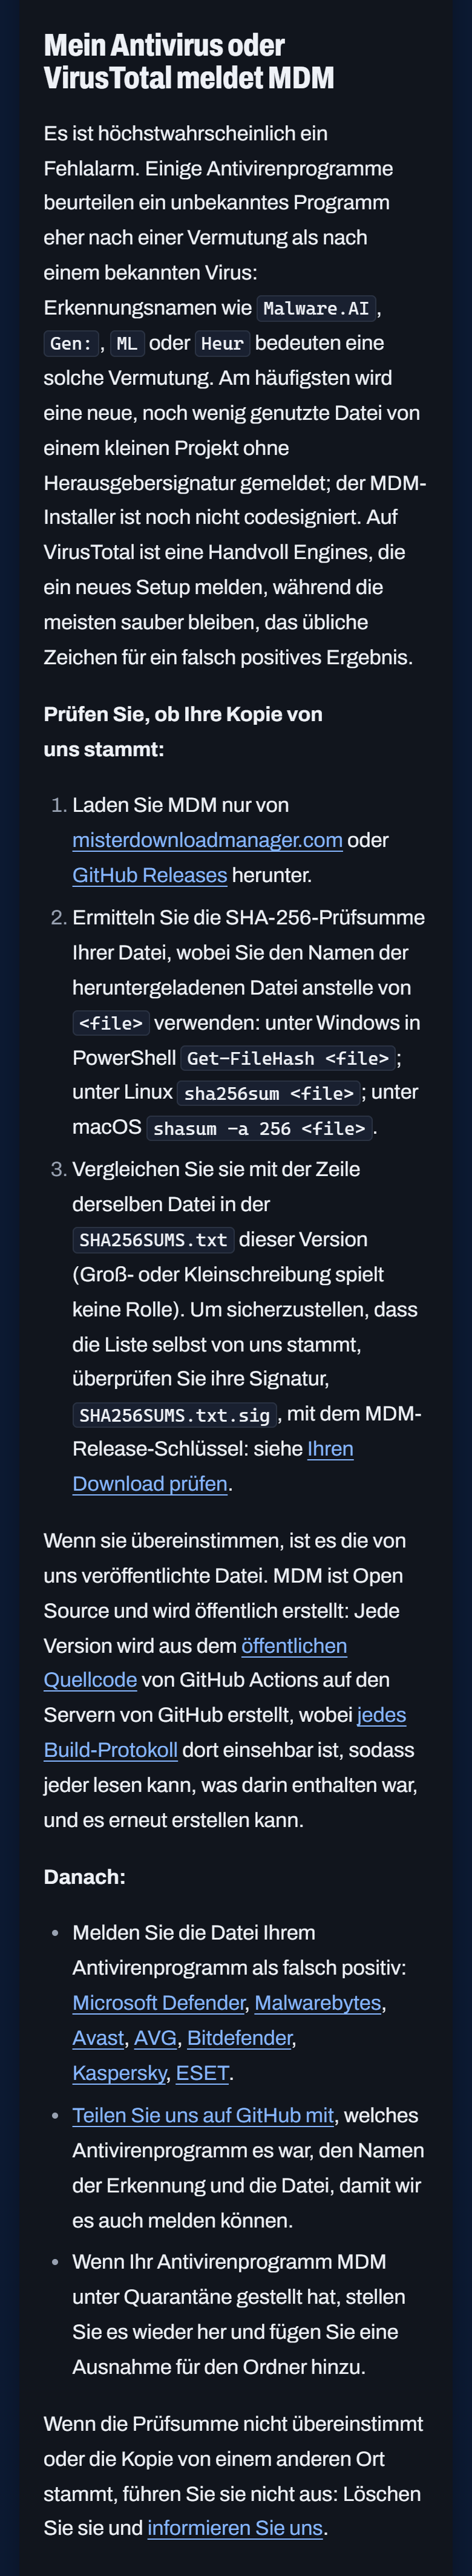 Mein Antivirus oder
VirusTotal meldet MDM
Es ist höchstwahrscheinlich ein
Fehlalarm. Einige Antivirenprogramme
beurteilen ein unbekanntes Programm
eher nach einer Vermutung als nach
einem bekannten Virus:
Erkennungsnamen wie Malware.AI,
Gen:, ML oder Heur bedeuten eine
solche Vermutung. Am häufigsten wird
eine neue, noch wenig genutzte Datei von
einem kleinen Projekt ohne
Herausgebersignatur gemeldet; der MDM-
Installer ist noch nicht codesigniert. Auf
VirusTotal ist eine Handvoll Engines, die
ein neues Setup melden, während die
meisten sauber bleiben, das übliche
Zeichen für ein falsch positives Ergebnis.
Prüfen Sie, ob Ihre Kopie von
uns stammt:
1. Laden Sie MDM nur von
misterdownloadmanager.com oder
GitHub Releases herunter.
2. Ermitteln Sie die SHA-256-Prüfsumme
Ihrer Datei, wobei Sie den Namen der
heruntergeladenen Datei anstelle von
<file> verwenden: unter Windows in
PowerShell Get-FileHash <file>;
unter Linux sha256sum <file>; unter
macOS shasum -a 256 <file>.
3. Vergleichen Sie sie mit der Zeile
derselben Datei in der
SHA256SUMS.txt dieser Version
(Groß- oder Kleinschreibung spielt
keine Rolle). Um sicherzustellen, dass
die Liste selbst von uns stammt,
überprüfen Sie ihre Signatur,
SHA256SUMS.txt.sig, mit dem MDM-
Release-Schlüssel: siehe Ihren
Download prüfen.
Wenn sie übereinstimmen, ist es die von
uns veröffentlichte Datei. MDM ist Open
Source und wird öffentlich erstellt: Jede
Version wird aus dem öffentlichen
Quellcode von GitHub Actions auf den
Servern von GitHub erstellt, wobei jedes
Build-Protokoll dort einsehbar ist, sodass
jeder lesen kann, was darin enthalten war,
und es erneut erstellen kann.
Danach:
• Melden Sie die Datei Ihrem
Antivirenprogramm als falsch positiv:
Microsoft Defender, Malwarebytes,
Avast, AVG, Bitdefender,
Kaspersky, ESET.
• Teilen Sie uns auf GitHub mit, welches
Antivirenprogramm es war, den Namen
der Erkennung und die Datei, damit wir
es auch melden können.
• Wenn Ihr Antivirenprogramm MDM
unter Quarantäne gestellt hat, stellen
Sie es wieder her und fügen Sie eine
Ausnahme für den Ordner hinzu.
Wenn die Prüfsumme nicht übereinstimmt
oder die Kopie von einem anderen Ort
stammt, führen Sie sie nicht aus: Löschen
Sie sie und informieren Sie uns.